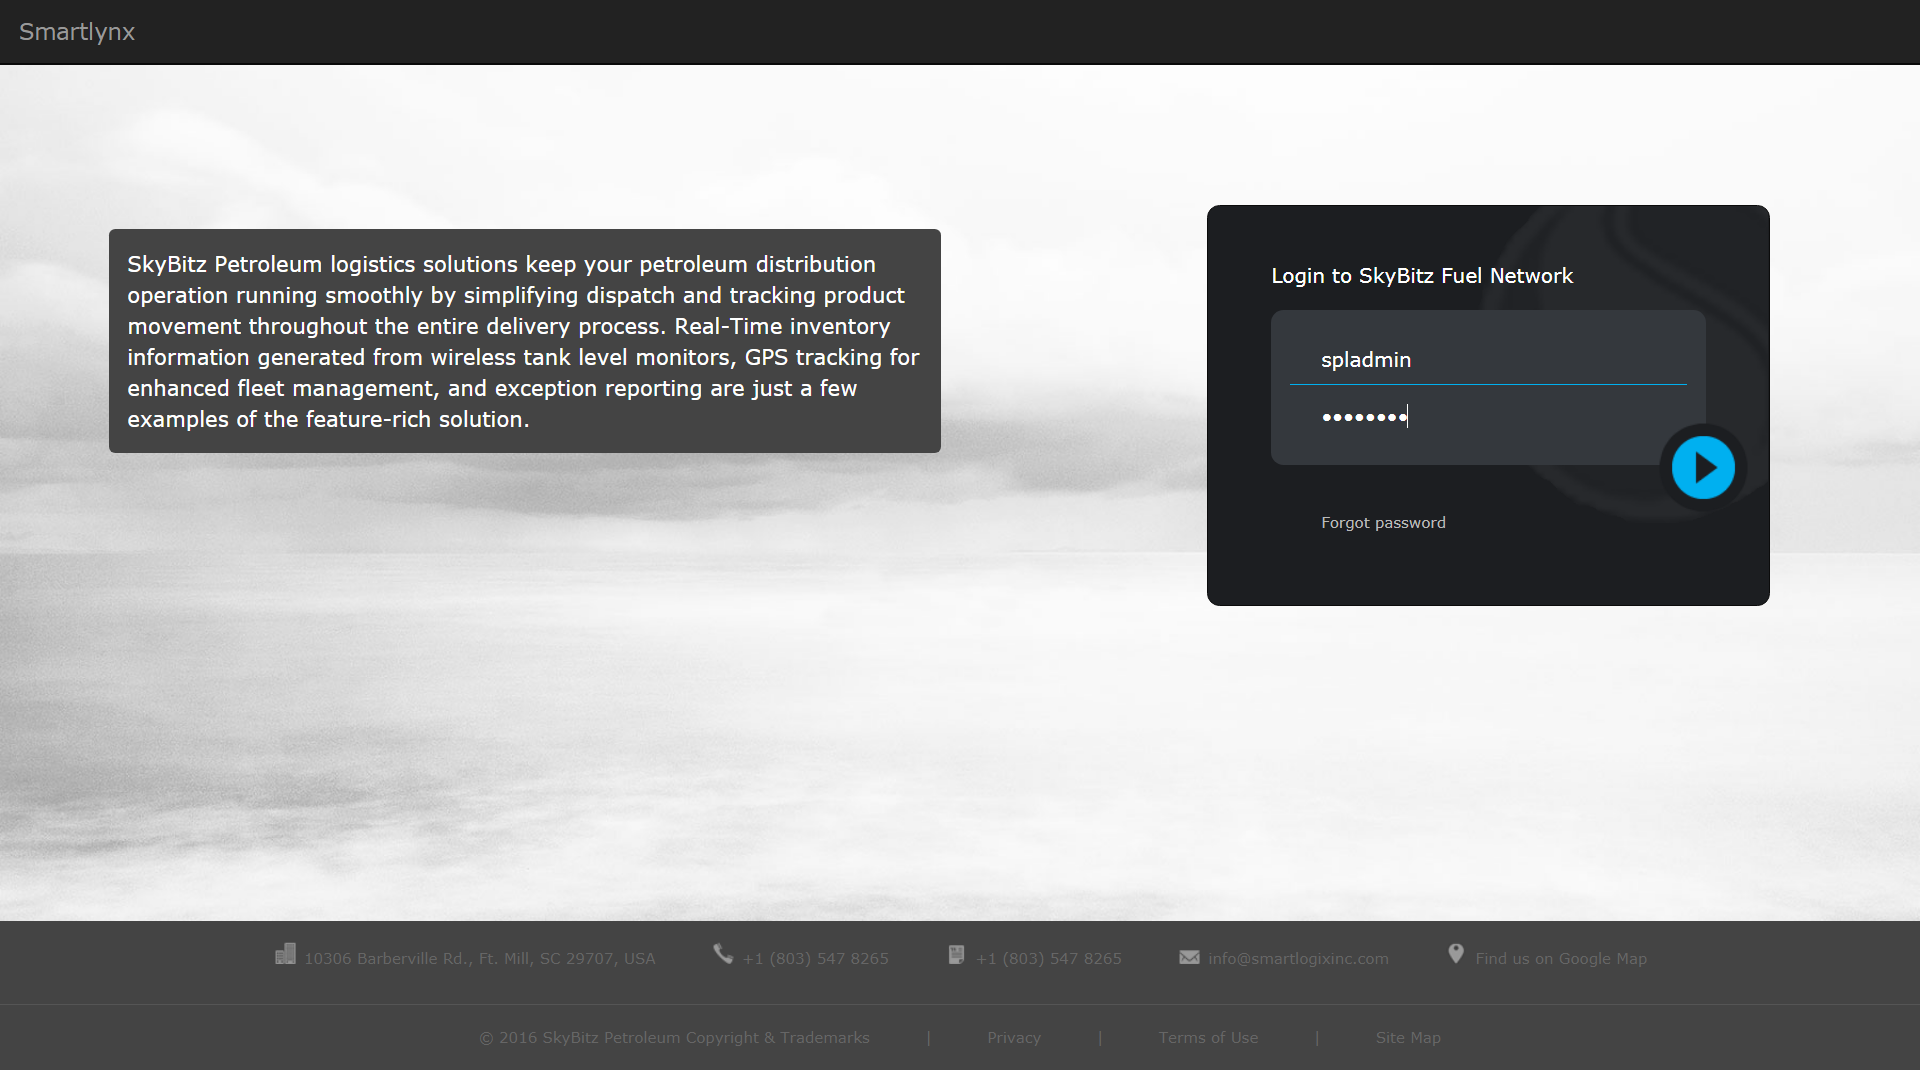 Smartlynx
SkyBitz Petroleum logistics solutions keep your petroleum distribution
operation running smoothly by simplifying dispatch and tracking product
movement throughout the entire delivery process. Real-Time inventory
information generated from wireless tank level monitors, GPS tracking for
enhanced fleet management, and exception reporting are just a few
examples of the feature-rich solution.
Login to SkyBitz Fuel Network
spladmin
••••••••
Forgot password
10306 Barberville Rd., Ft. Mill, SC 29707, USA
+1 (803) 547 8265
+1 (803) 547 8265
info@smartlogixinc.com
Find us on Google Map
© 2016 SkyBitz Petroleum Copyright & Trademarks | Privacy | Terms of Use | Site Map